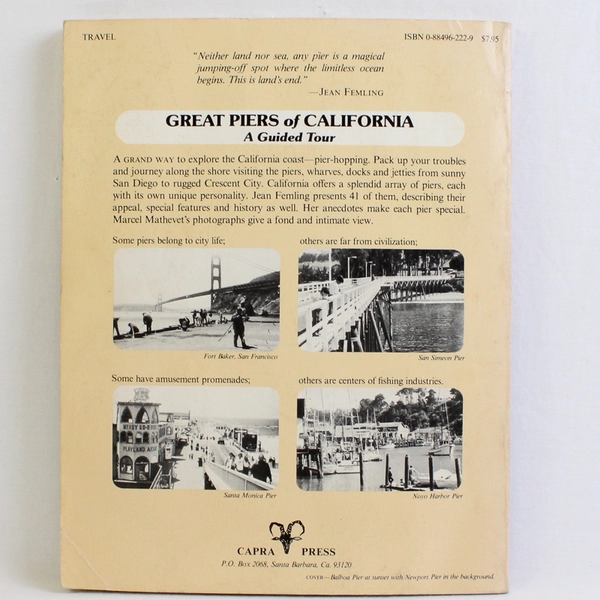 TRAVEL
ISBN 0-88496-222-9 $7.95
"Neither land nor sea, any pier is a magical
jumping-off spot where the limitless ocean
begins. This is land's end."
—JEAN FEMLING
GREAT PIERS of CALIFORNIA
A Guided Tour
A GRAND WAY to explore the California coast—pier-hopping. Pack up your troubles
and journey along the shore visiting the piers, wharves, docks and jetties from sunny
San Diego to rugged Crescent City. California offers a splendid array of piers, each
with its own unique personality. Jean Femling presents 41 of them, describing their
appeal, special features and history as well. Her anecdotes make each pier special.
Marcel Mathevet's photographs give a fond and intimate view.
Some piers belong to city life;
others are far from civilization;
Fort Baker, San Francisco
San Simeon Pier
Some have amusement promenades;
others are centers of fishing industries.
MERRY-GO-ROUND
PLAYLAND
Santa Monica Pier
Noyo Harbor Pier
CAPRA PRESS
P.O. Box 2068, Santa Barbara, Ca. 93120
COVER—Balboa Pier at sunset with Newport Pier in the background.